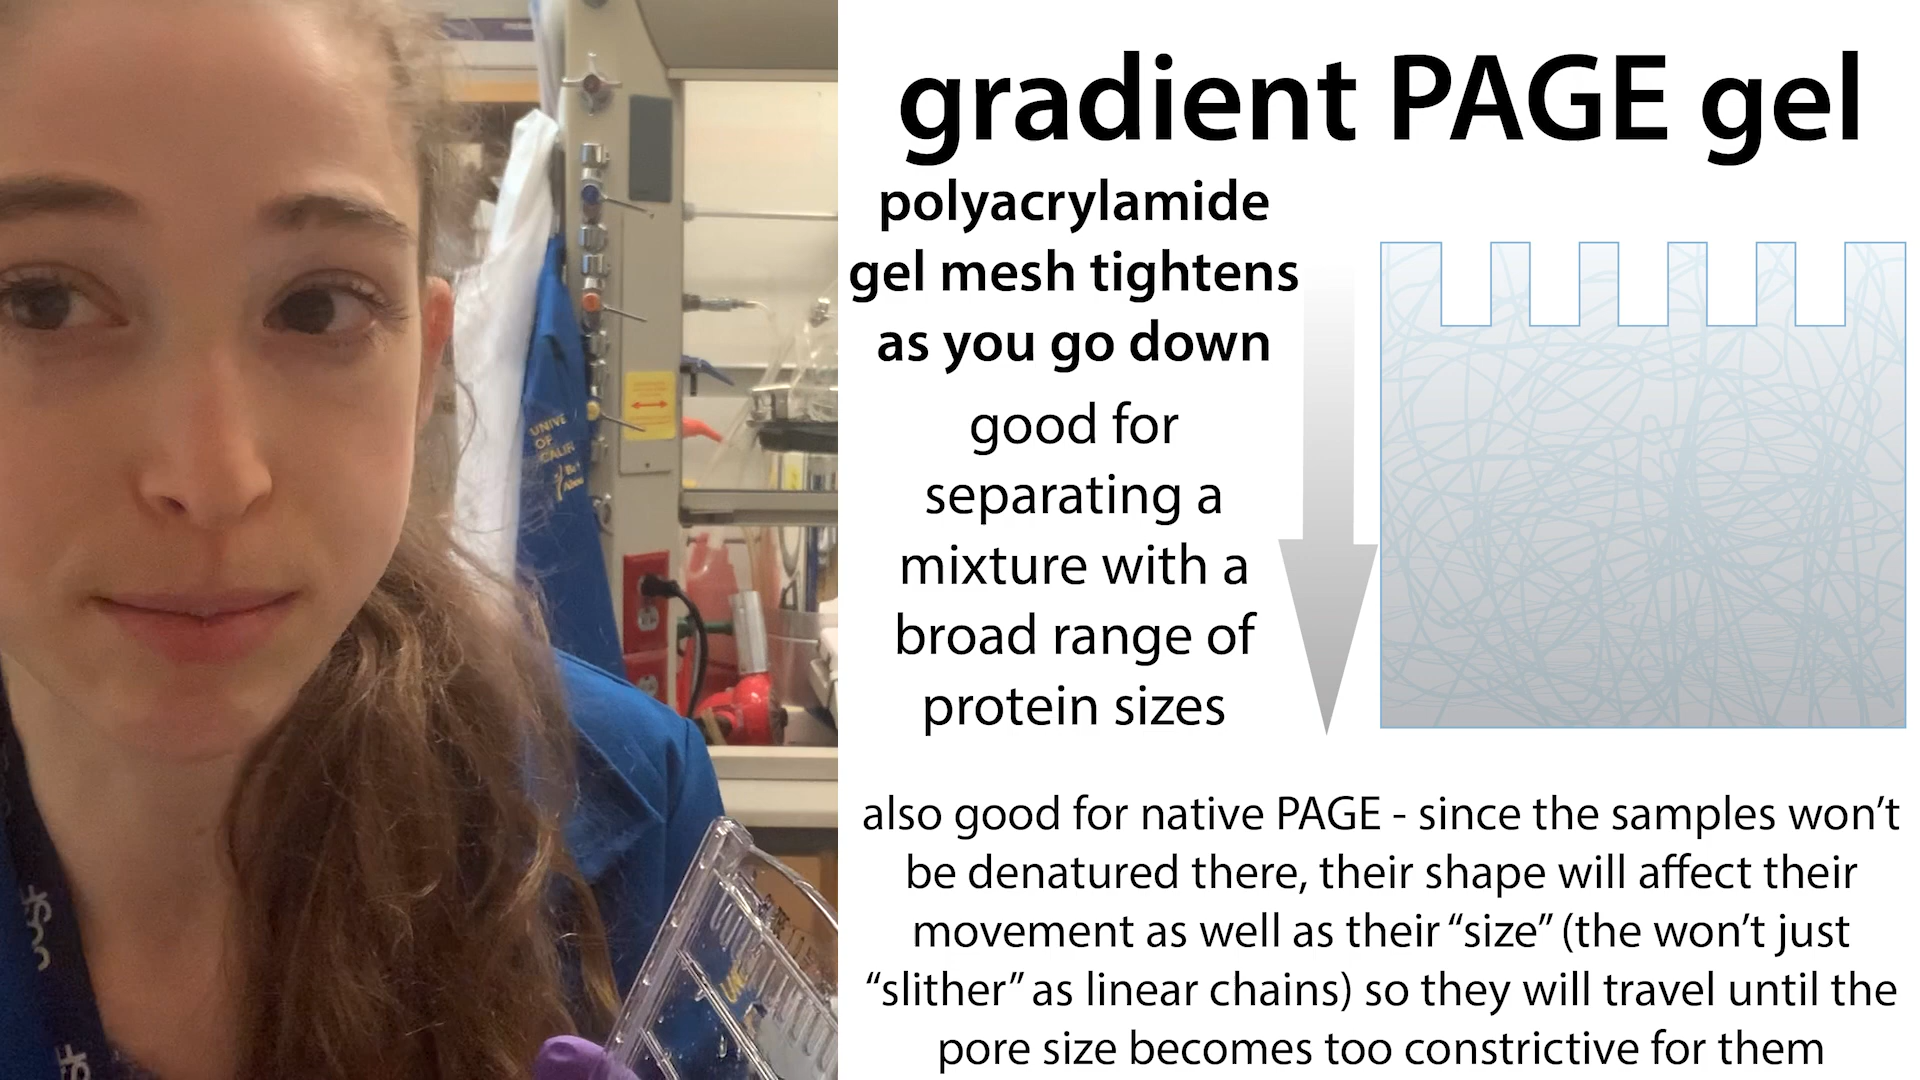 gradient PAGE gel
polyacrylamide
gel mesh tightens
as you go down
good for
separating a
mixture with a
broad range of
protein sizes
also good for native PAGE - since the samples won’t
be denatured there, their shape will affect their
movement as well as their “size” (the won’t just
“slither” as linear chains) so they will travel until the
pore size becomes too constrictive for them
UNIVE
OF
CALIF